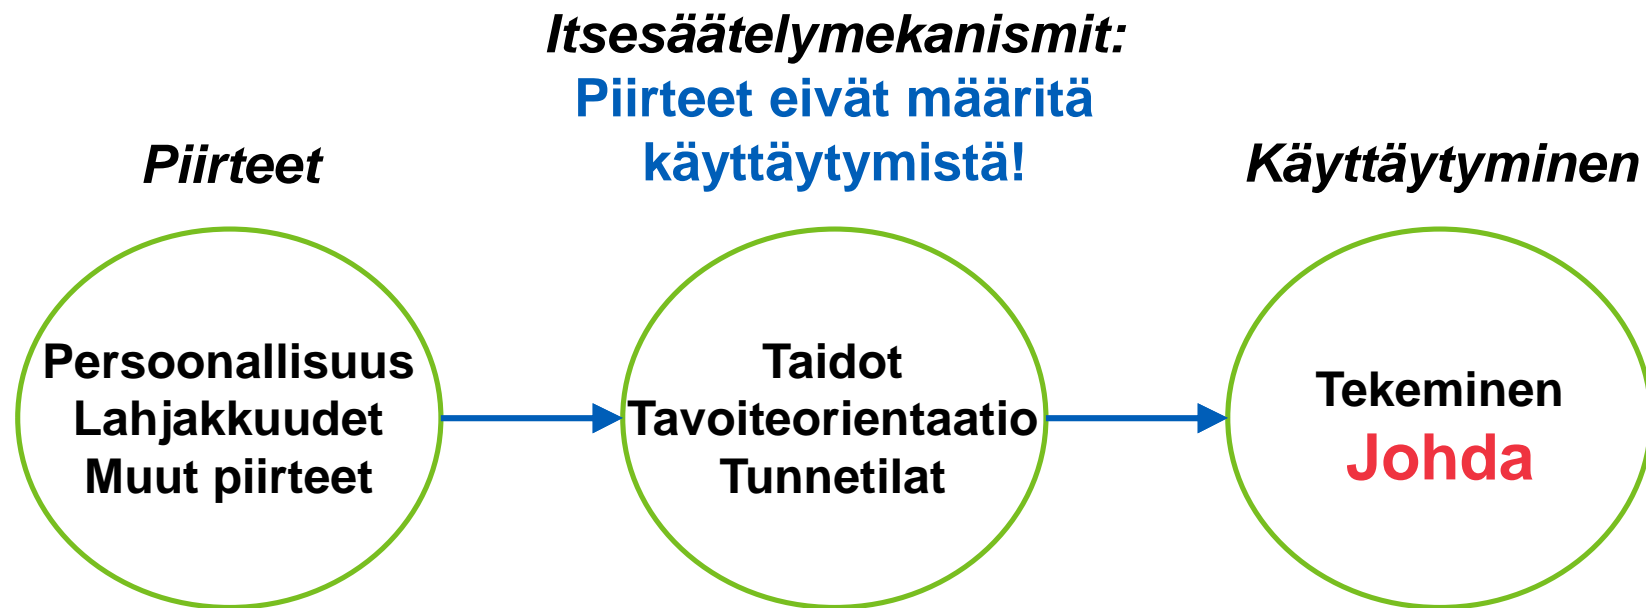 Itsesäätelymekanismit:
Piirteet eivät määritä
käyttäytymistä!
Piirteet
Käyttäytyminen
Persoonallisuus
Lahjakkuudet
Muut piirteet
Taidot
Tavoiteorientaatio
Tunnetilat
Tekeminen
Johda